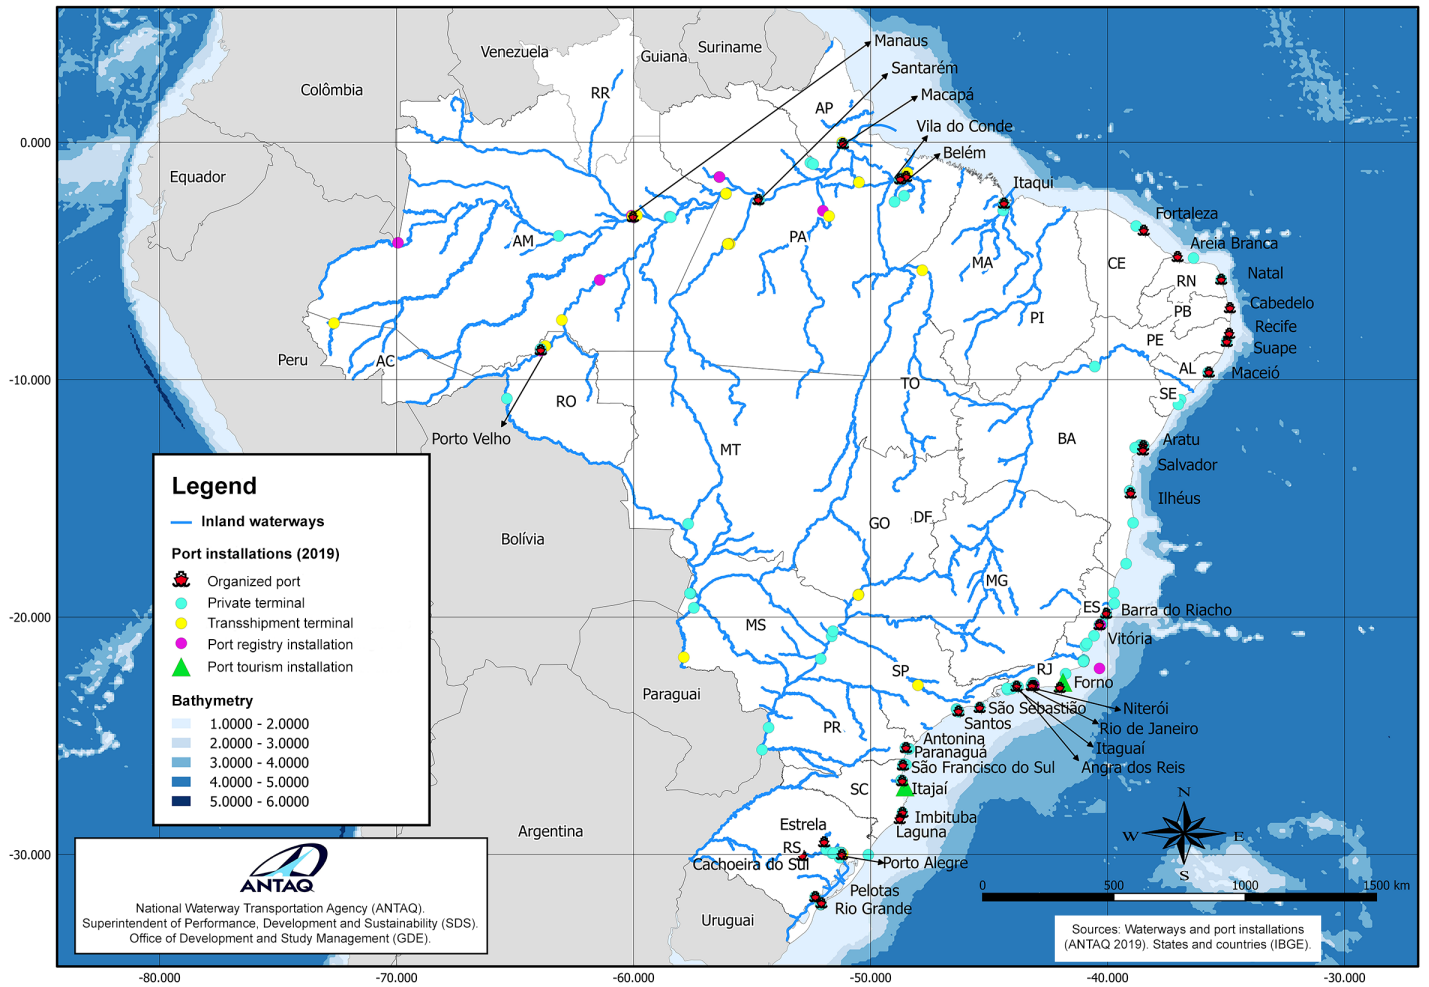 Venezuela
Guiana
Suriname
Colômbia
Equador
Peru
Bolívia
Paraguai
Argentina
Uruguai
RR
AP
AM
PA
MA
CE
RN
PB
PE
AL
SE
PI
AC
RO
TO
BA
MT
GO
DF
MG
ES
MS
SP
RJ
PR
SC
RS
Manaus
Santarém
Macapá
Vila do Conde
Belém
Itaqui
Fortaleza
Areia Branca
Natal
Cabedelo
Recife
Suape
Maceió
Porto Velho
Aratu
Salvador
Ilhéus
Barra do Riacho
Vitória
Forno
Niterói
Rio de Janeiro
Itaguaí
Angra dos Reis
São Sebastião
Santos
Antonina
Paranaguá
São Francisco do Sul
Itajaí
Imbituba
Laguna
Estrela
Cachoeira do Sul
Porto Alegre
Pelotas
Rio Grande
0.000
-10.000
-20.000
-30.000
-80.000
-70.000
-60.000
-50.000
-40.000
-30.000
Legend
Inland waterways
Port installations (2019)
Organized port
Private terminal
Transshipment terminal
Port registry installation
Port tourism installation
Bathymetry
1.0000 - 2.0000
2.0000 - 3.0000
3.0000 - 4.0000
4.0000 - 5.0000
5.0000 - 6.0000
ANTAQ
National Waterway Transportation Agency (ANTAQ).
Superintendent of Performance, Development and Sustainability (SDS).
Office of Development and Study Management (GDE).
N
W
E
S
0
500
1000
1500 km
Sources: Waterways and port installations
(ANTAQ 2019). States and countries (IBGE).